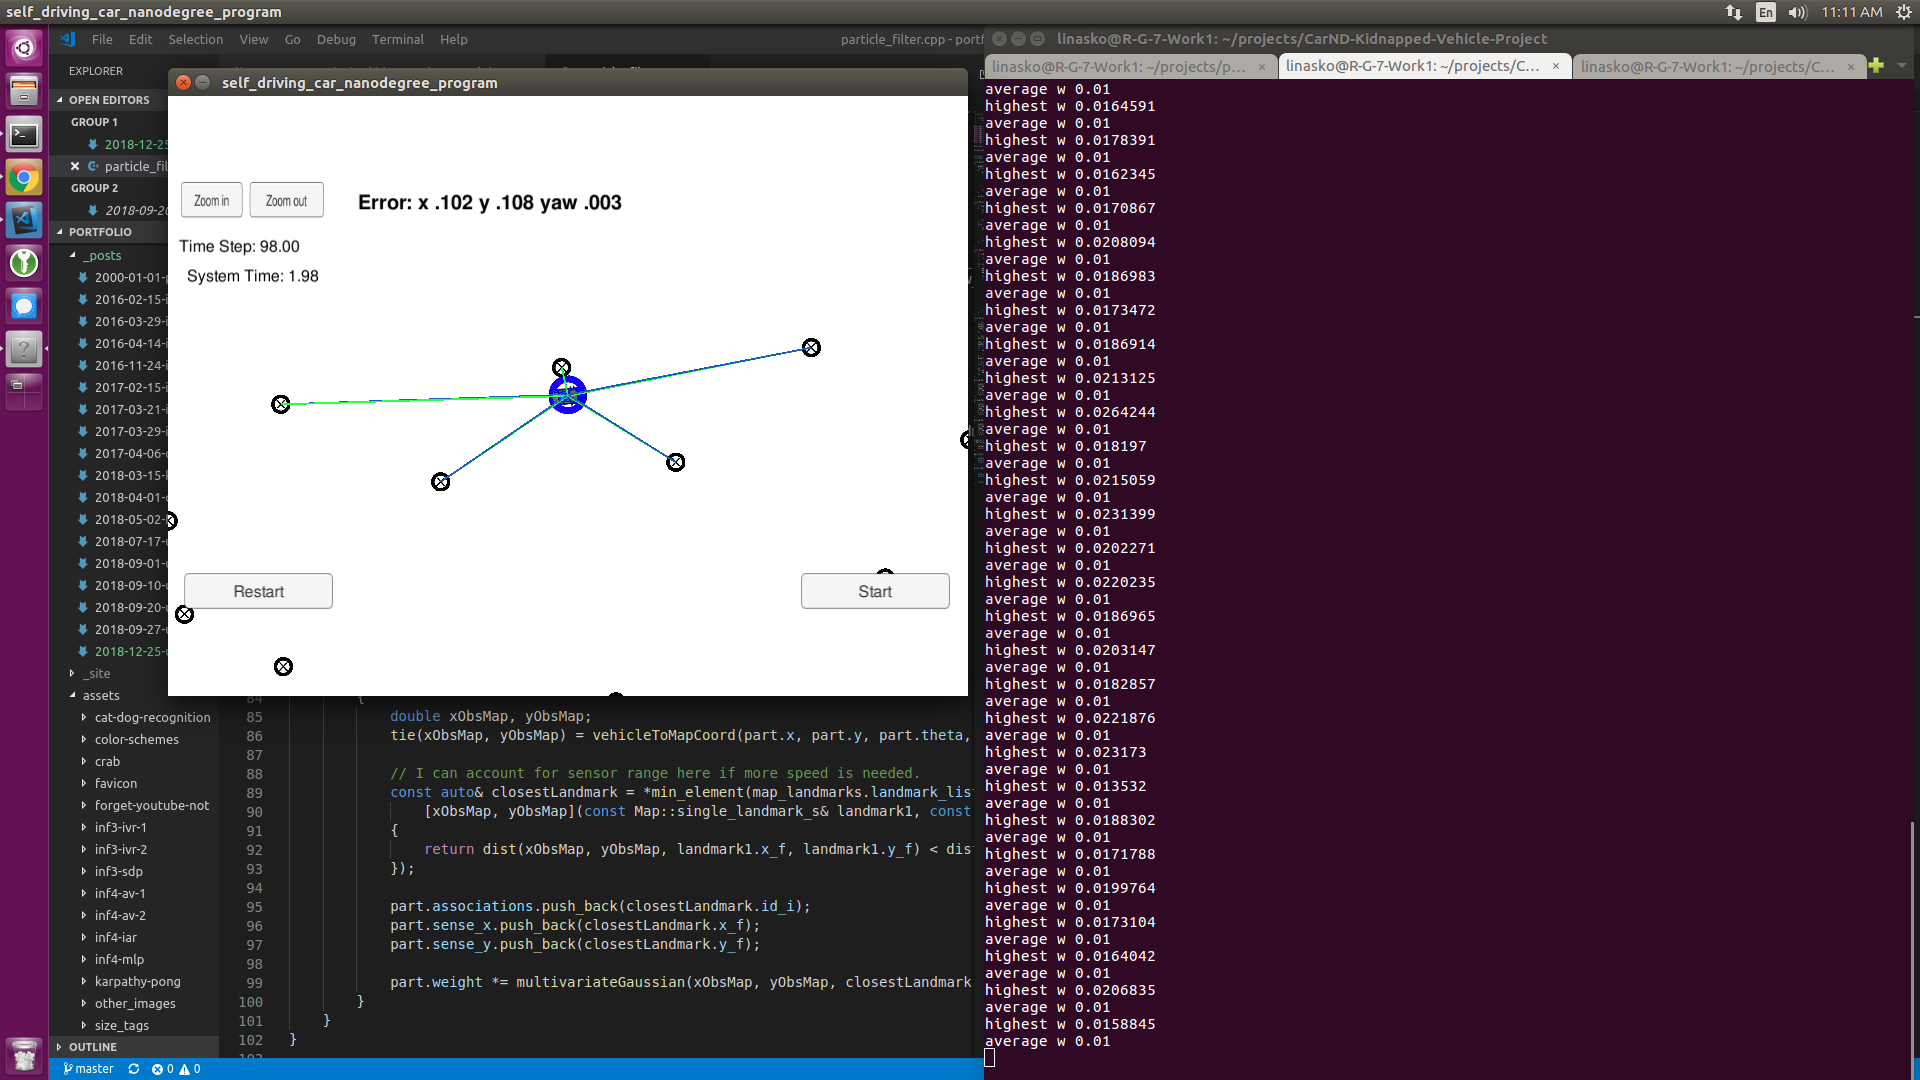 self_driving_car_nanodegree_program
En
11:11 AM
File Edit Selection View Go Debug Terminal Help
particle_filter.cpp - portf
EXPLORER
OPEN EDITORS
GROUP 1
2018-12-25
particle_fil
GROUP 2
2018-09-20
PORTFOLIO
_posts
2000-01-01-p
2016-02-15-i
2016-03-29-i
2016-04-14-i
2016-11-24-i
2017-02-15-i
2017-03-21-i
2017-03-29-i
2017-04-06-
2018-03-15-
2018-04-01-
2018-05-02-
2018-07-17-u
2018-09-01-u
2018-09-10-u
2018-09-20-u
2018-09-27-u
2018-12-25-u
_site
assets
cat-dog-recognition
color-schemes
crab
favicon
forget-youtube-not
inf3-ivr-1
inf3-ivr-2
inf3-sdp
inf4-av-1
inf4-av-2
inf4-iar
inf4-mlp
karpathy-pong
other_images
size_tags
OUTLINE
master 0 0
self_driving_car_nanodegree_program
Zoom in Zoom out
Error: x .102 y .108 yaw .003
Time Step: 98.00
System Time: 1.98
Restart
Start
84 {
85 double xObsMap, yObsMap;
86 tie(xObsMap, yObsMap) = vehicleToMapCoord(part.x, part.y, part.theta,
87
88 // I can account for sensor range here if more speed is needed.
89 const auto& closestLandmark = *min_element(map_landmarks.landmark_lis
90 [xObsMap, yObsMap](const Map::single_landmark_s& landmark1, const
91 {
92 return dist(xObsMap, yObsMap, landmark1.x_f, landmark1.y_f) < dis
93 });
94
95 part.associations.push_back(closestLandmark.id_i);
96 part.sense_x.push_back(closestLandmark.x_f);
97 part.sense_y.push_back(closestLandmark.y_f);
98
99 part.weight *= multivariateGaussian(xObsMap, yObsMap, closestLandmark
100 }
101 }
102 }
linasko@R-G-7-Work1: ~/projects/CarND-Kidnapped-Vehicle-Project
linasko@R-G-7-Work1: ~/projects/p... ×
linasko@R-G-7-Work1: ~/projects/C... ×
linasko@R-G-7-Work1: ~/projects/C... ×
average w 0.01
highest w 0.0164591
average w 0.01
highest w 0.0178391
average w 0.01
highest w 0.0162345
average w 0.01
highest w 0.0170867
average w 0.01
highest w 0.0208094
average w 0.01
highest w 0.0186983
average w 0.01
highest w 0.0173472
average w 0.01
highest w 0.0186914
average w 0.01
highest w 0.0213125
average w 0.01
highest w 0.0264244
average w 0.01
highest w 0.018197
average w 0.01
highest w 0.0215059
average w 0.01
highest w 0.0231399
average w 0.01
highest w 0.0202271
average w 0.01
highest w 0.0220235
average w 0.01
highest w 0.0186965
average w 0.01
highest w 0.0203147
average w 0.01
highest w 0.0182857
average w 0.01
highest w 0.0221876
average w 0.01
highest w 0.023173
average w 0.01
highest w 0.013532
average w 0.01
highest w 0.0188302
average w 0.01
highest w 0.0171788
average w 0.01
highest w 0.0199764
average w 0.01
highest w 0.0173104
average w 0.01
highest w 0.0164042
average w 0.01
highest w 0.0206835
average w 0.01
highest w 0.0158845
average w 0.01